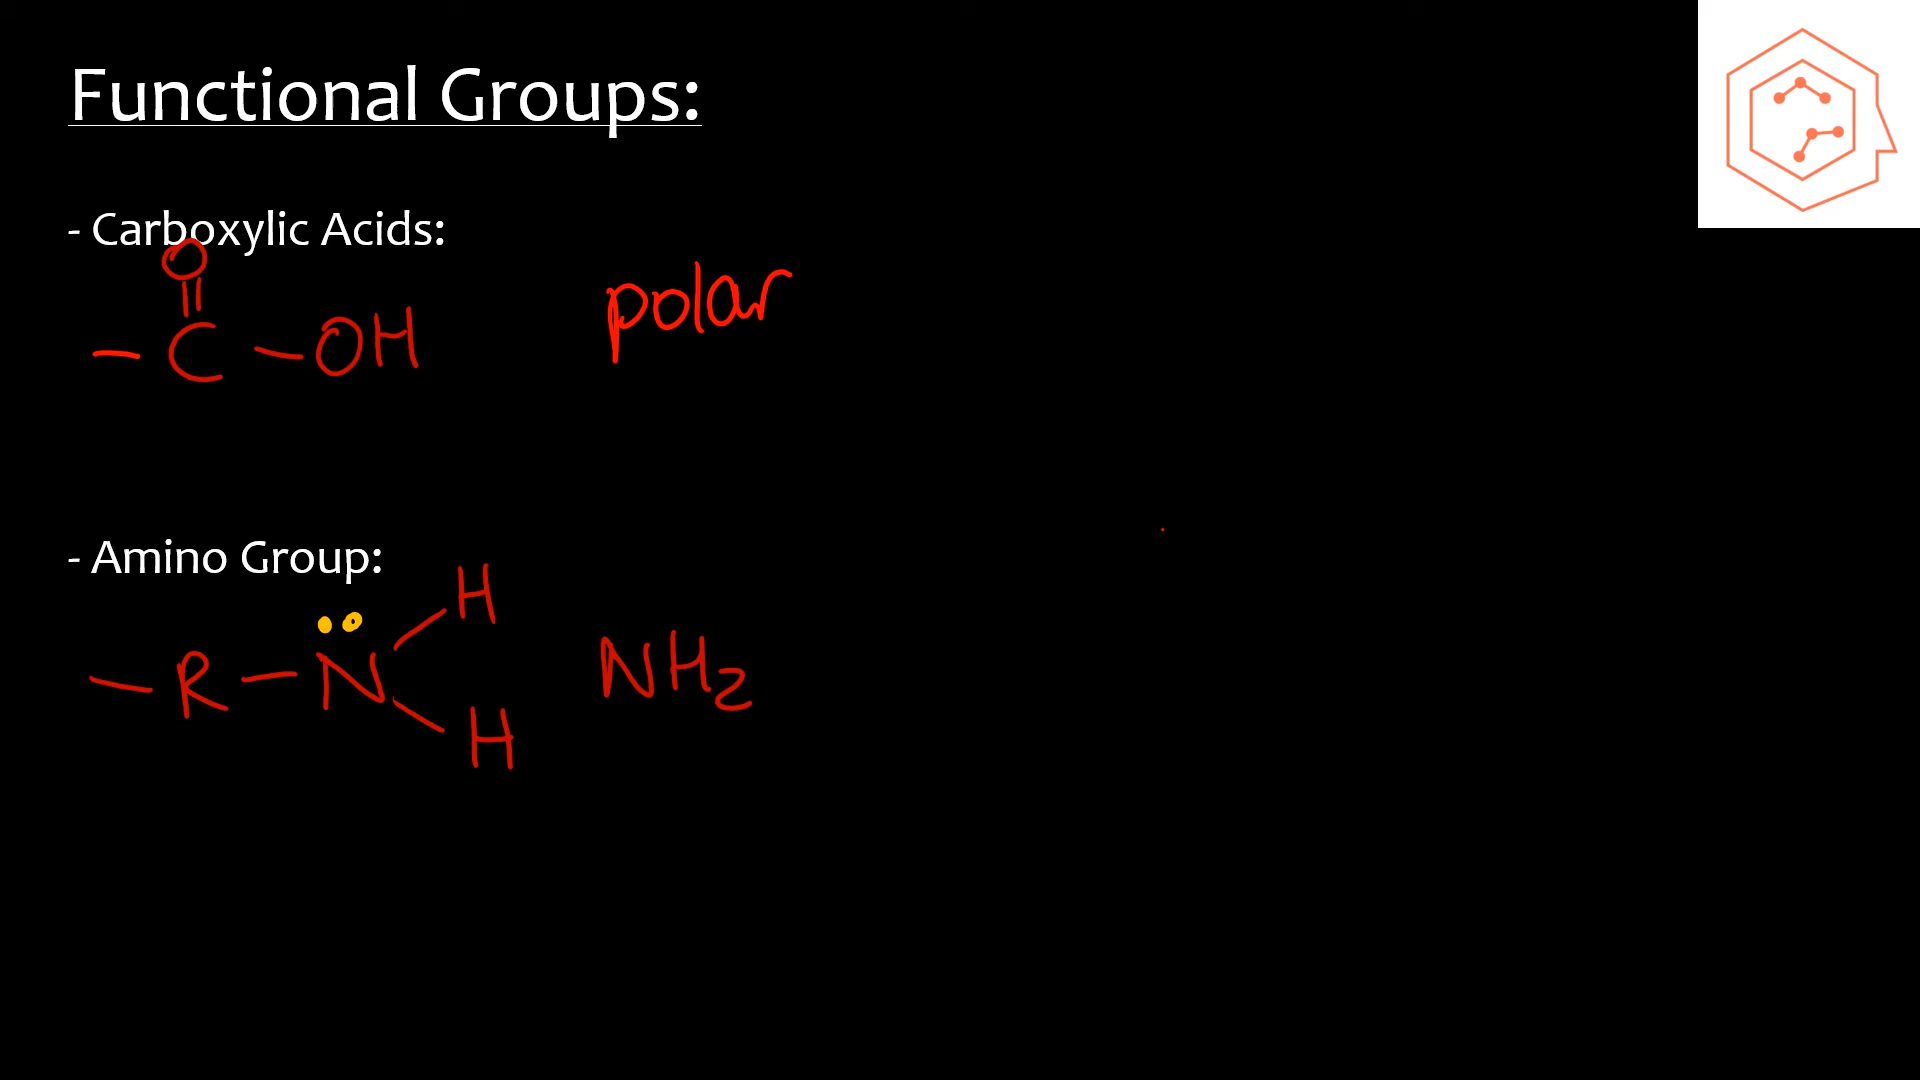 Functional Groups:
- Carboxylic Acids:
O
polar
– C – OH
- Amino Group:
H
– R – N
NH₂
H